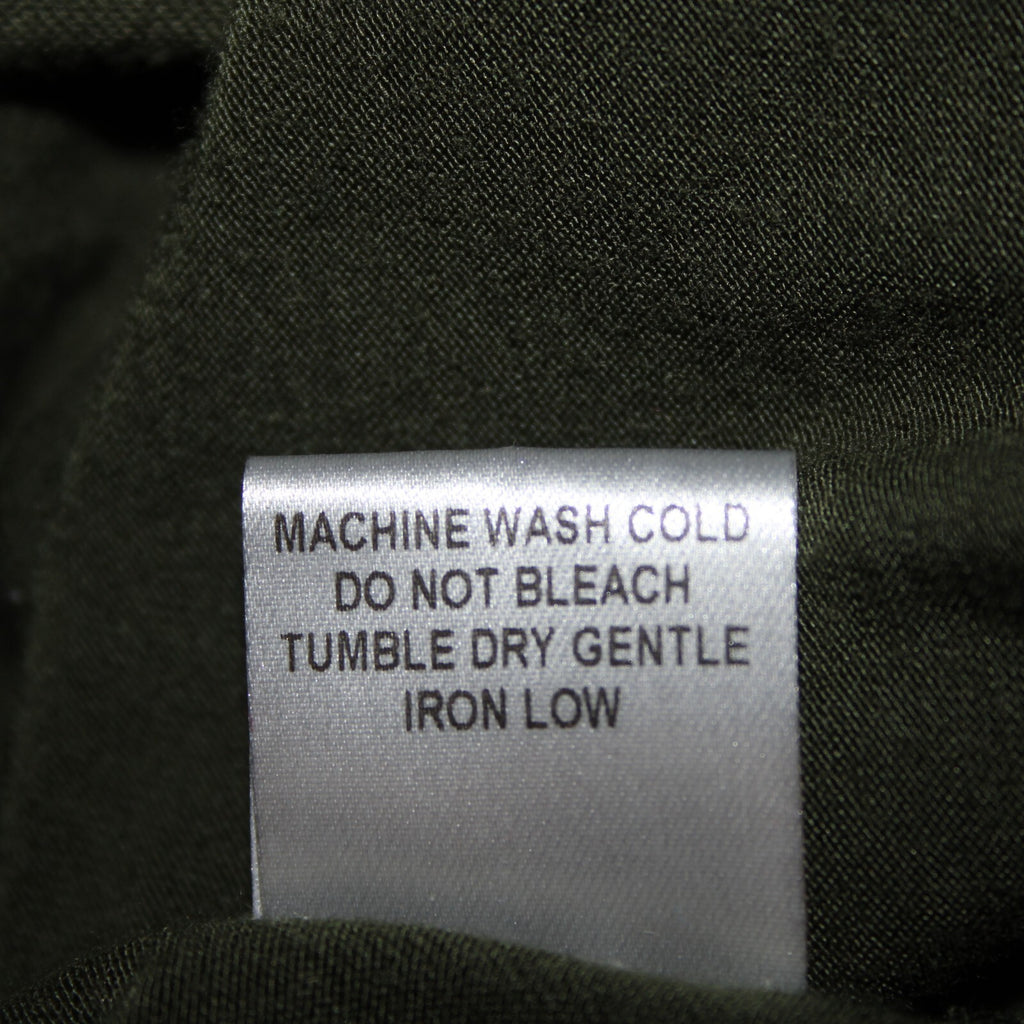 MACHINE WASH COLD
DO NOT BLEACH
TUMBLE DRY GENTLE
IRON LOW